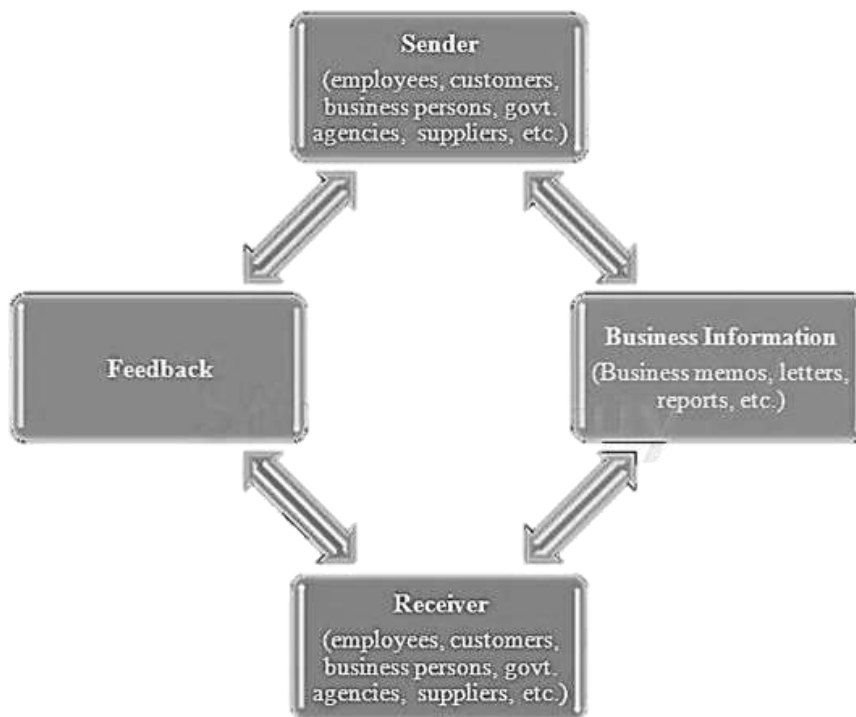 Sender
(employees, customers,
business persons, govt.
agencies, suppliers, etc.)
Feedback
Business Information
(Business memos, letters,
reports, etc.)
Receiver
(employees, customers,
business persons, govt.
agencies, suppliers, etc.)